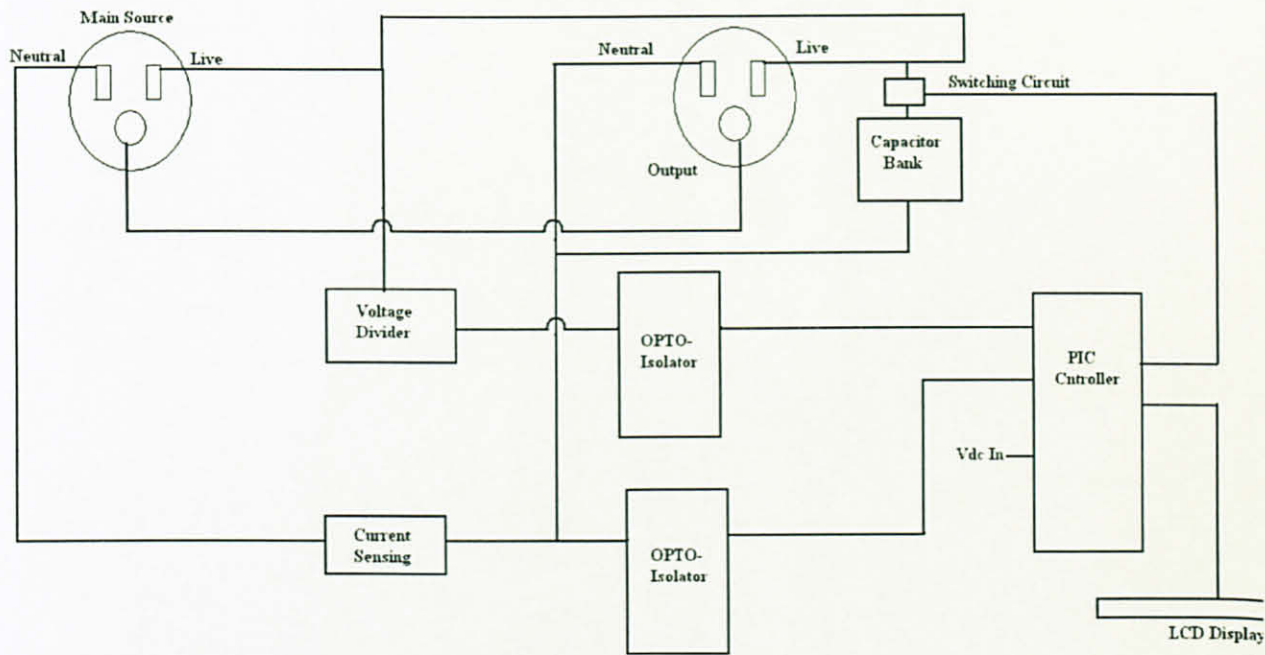 Main Source
Neutral
Live
Neutral
Live
Switching Circuit
Capacitor
Bank
Output
Voltage
Divider
OPTO-
Isolator
PIC
Cntroller
Vdc In
Current
Sensing
OPTO-
Isolator
LCD Display